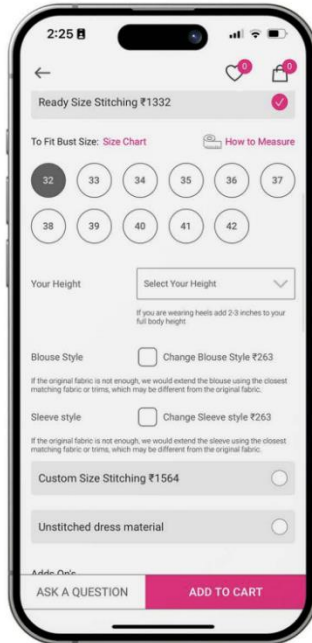 2:25
0
0
Ready Size Stitching ₹1332
To Fit Bust Size: Size Chart How to Measure
32 33 34 35 36 37
38 39 40 41 42
Your Height Select Your Height
If you are wearing heels add 2-3 inches to your
full body height
Blouse Style Change Blouse Style ₹263
If the original fabric is not enough, we would extend the blouse using the closest
matching fabric or trims, which may be different from the original fabric.
Sleeve style Change Sleeve style ₹263
If the original fabric is not enough, we would extend the sleeve using the closest
matching fabric or trims, which may be different from the original fabric.
Custom Size Stitching ₹1564
Unstitched dress material
Adds On's
ASK A QUESTION ADD TO CART